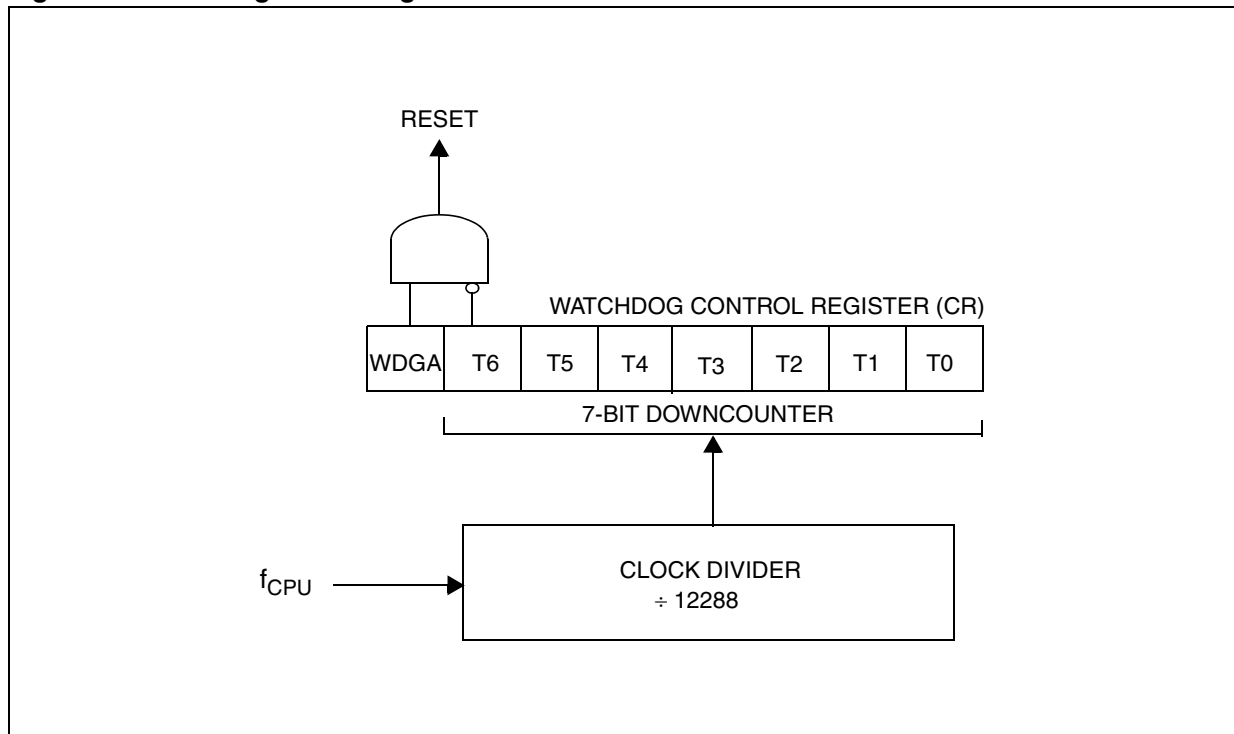 RESET
WATCHDOG CONTROL REGISTER (CR)
WDGA T6 T5 T4 T3 T2 T1 T0
7-BIT DOWNCOUNTER
fCPU
CLOCK DIVIDER
÷ 12288